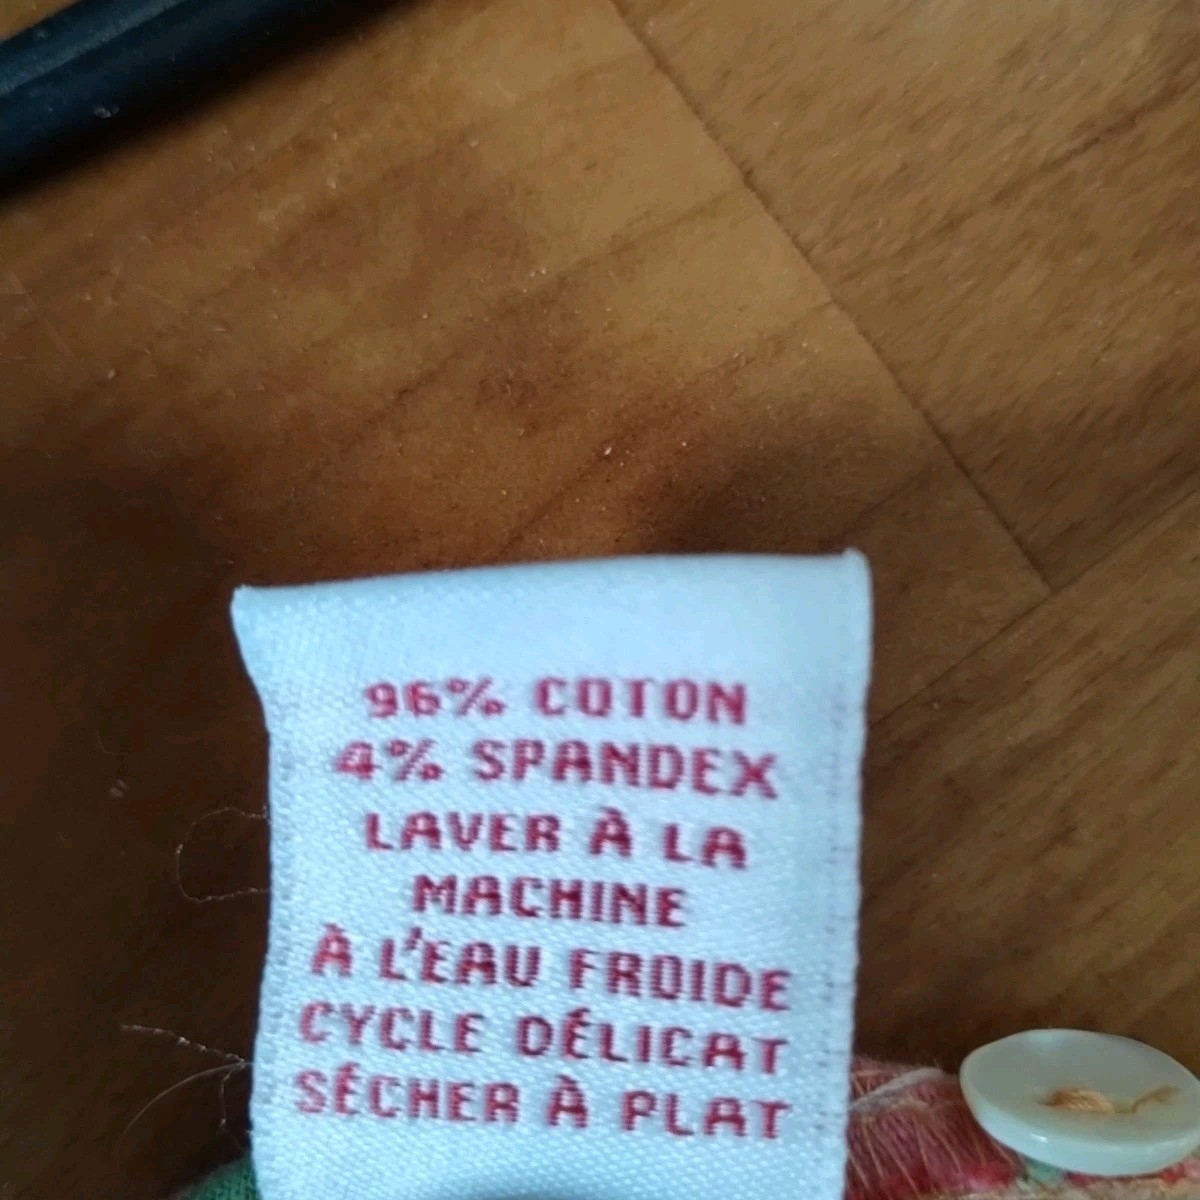 96% COTON
4% SPANDEX
LAVER À LA
MACHINE
À L'EAU FROIDE
CYCLE DÉLICAT
SÉCHER À PLAT